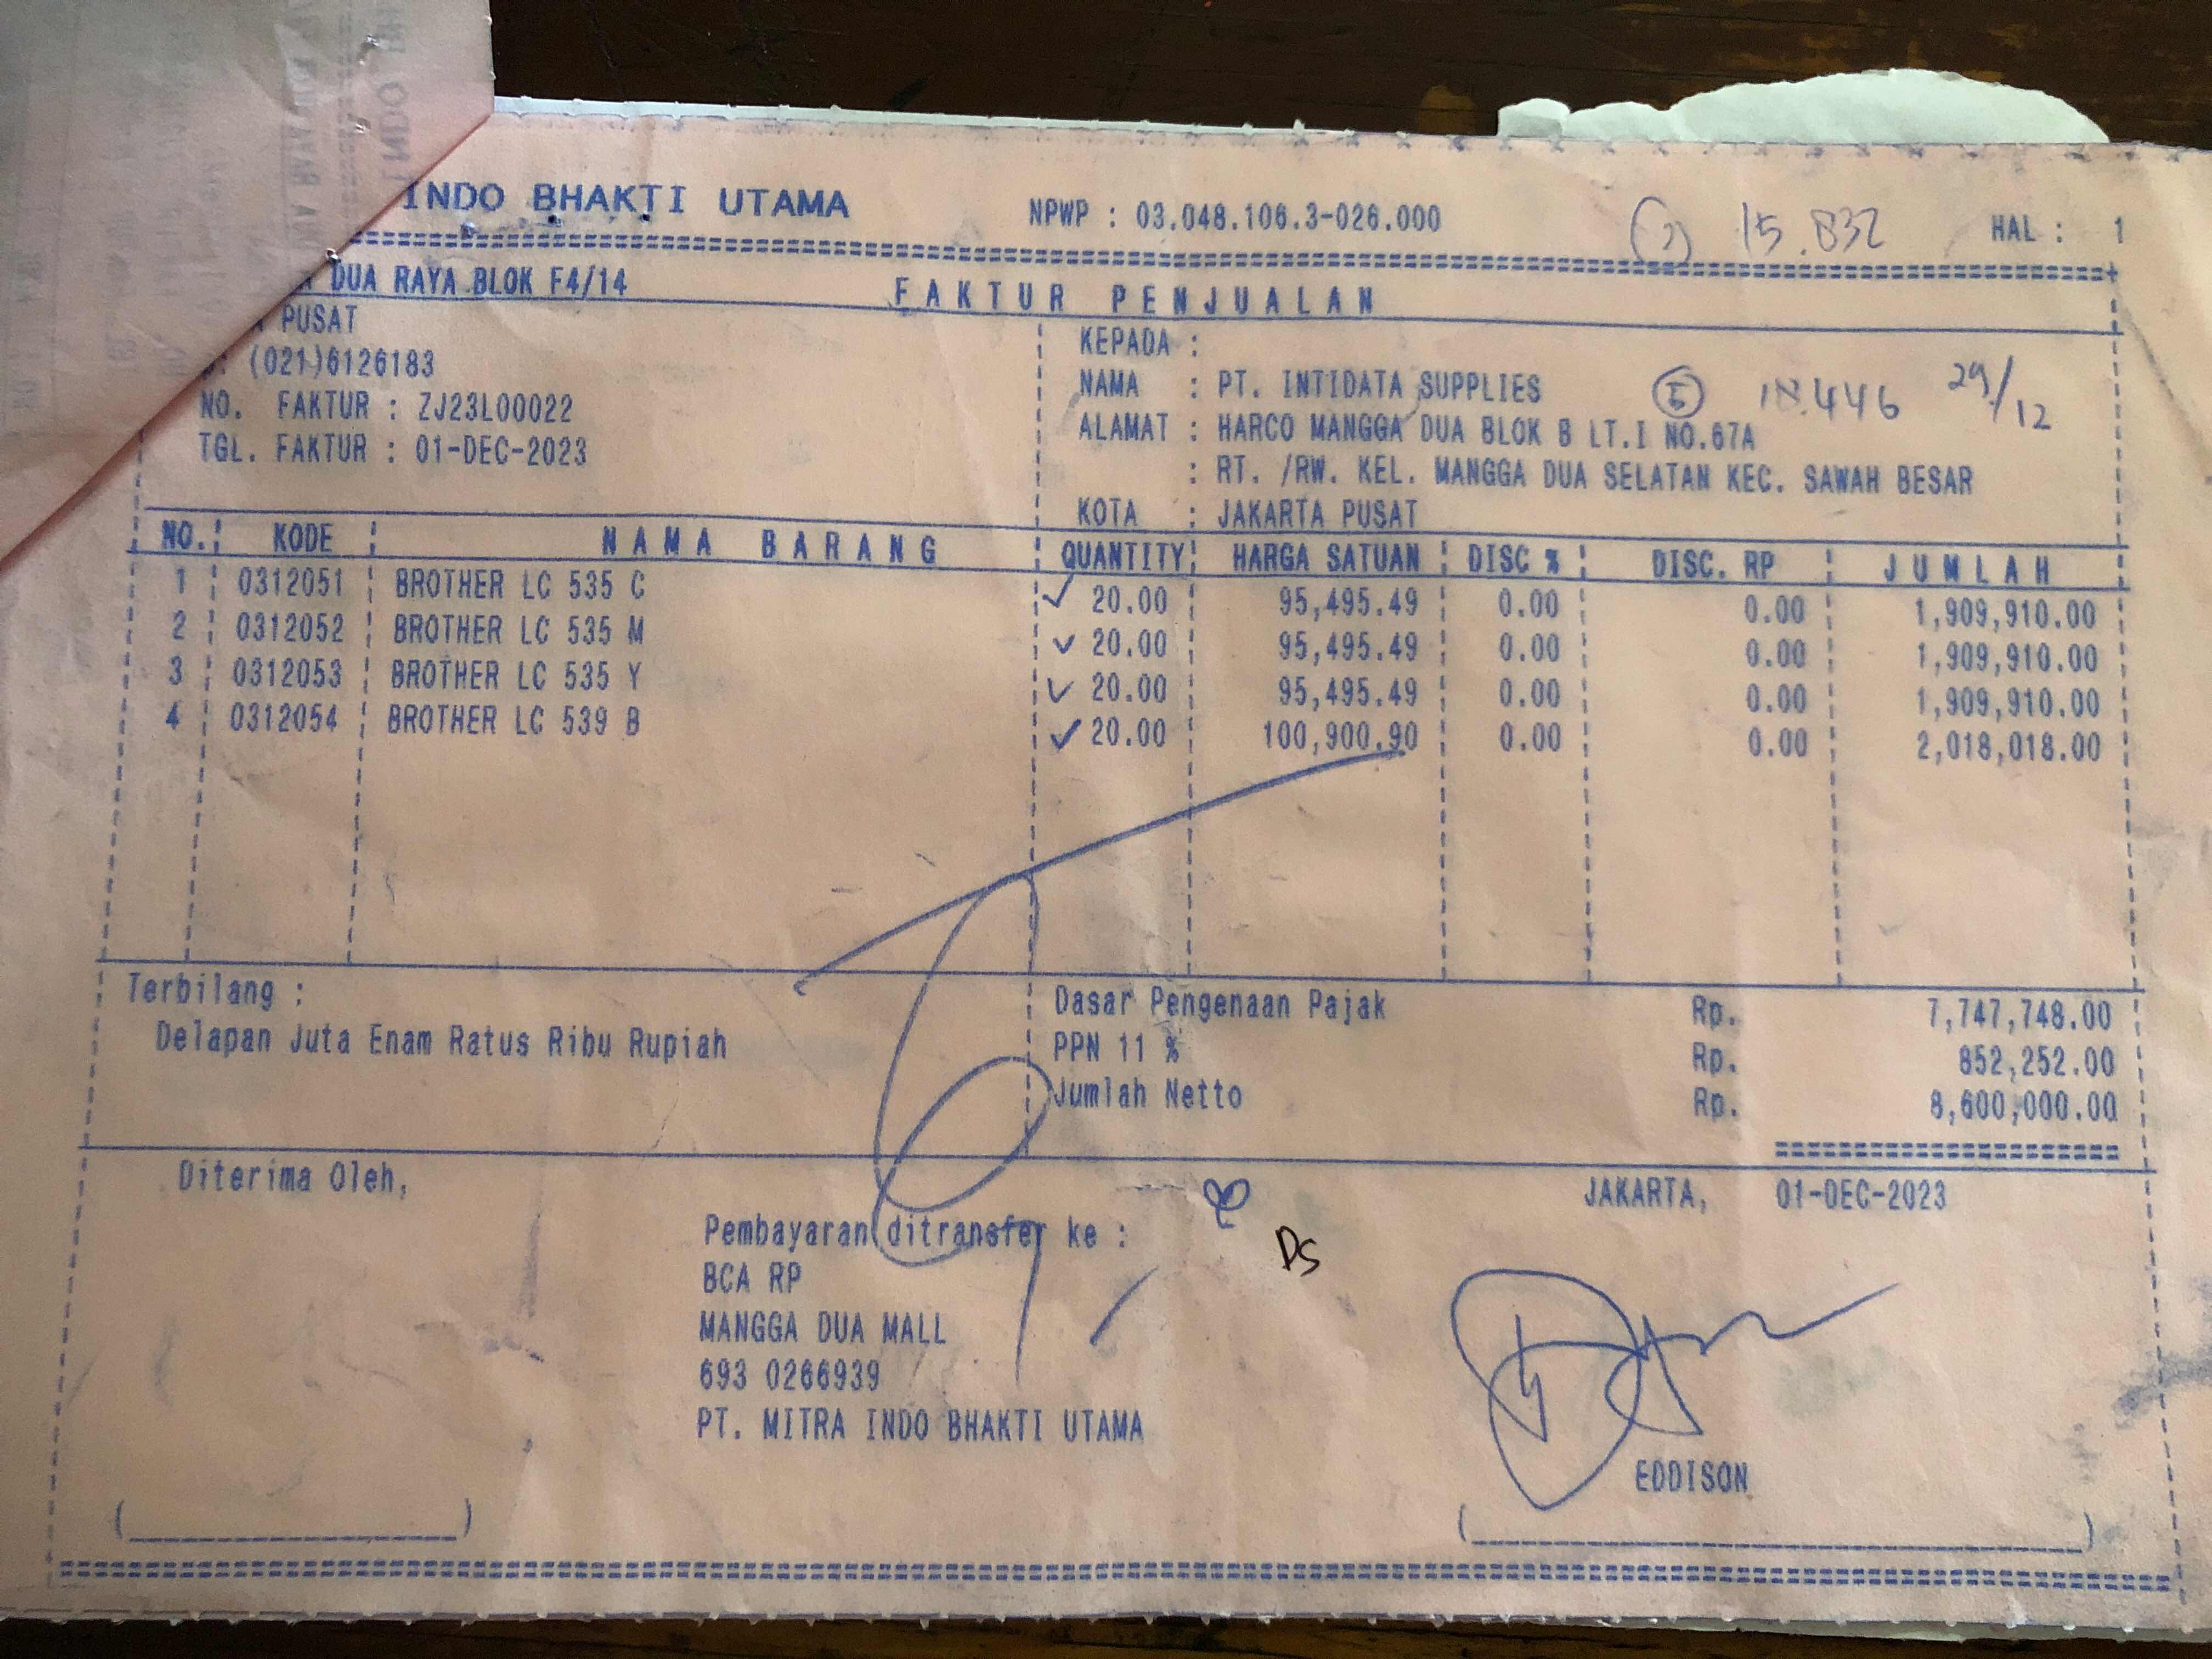 INDO BHAKTI UTAMA NPWP : 03.048.106.3-026.000 15.832 HAL : 1
DUA RAYA BLOK F4/14 FAKTUR PENJUALAN
PUSAT
(021)6126183
NO. FAKTUR : ZJ23L00022
TGL. FAKTUR : 01-DEC-2023
KEPADA :
NAMA : PT. INTIDATA SUPPLIES 5 18.446 29/12
ALAMAT : HARCO MANGGA DUA BLOK B LT.I NO.67A
: RT. /RW. KEL. MANGGA DUA SELATAN KEC. SAWAH BESAR
KOTA : JAKARTA PUSAT
NO. KODE NAMA BARANG QUANTITY HARGA SATUAN DISC % DISC. RP JUMLAH
1 0312051 BROTHER LC 535 C 20.00 95,495.49 0.00 0.00 1,909,910.00
2 0312052 BROTHER LC 535 M 20.00 95,495.49 0.00 0.00 1,909,910.00
3 0312053 BROTHER LC 535 Y 20.00 95,495.49 0.00 0.00 1,909,910.00
4 0312054 BROTHER LC 539 B 20.00 100,900.90 0.00 0.00 2,018,018.00
Terbilang :
Delapan Juta Enam Ratus Ribu Rupiah
Dasar Pengenaan Pajak Rp. 7,747,748.00
PPN 11 % Rp. 852,252.00
Jumlah Netto Rp. 8,600,000.00
Diterima Oleh,
JAKARTA, 01-DEC-2023
Pembayaran ditransfer ke :
DS
BCA RP
MANGGA DUA MALL
693 0266939
PT. MITRA INDO BHAKTI UTAMA
EDDISON